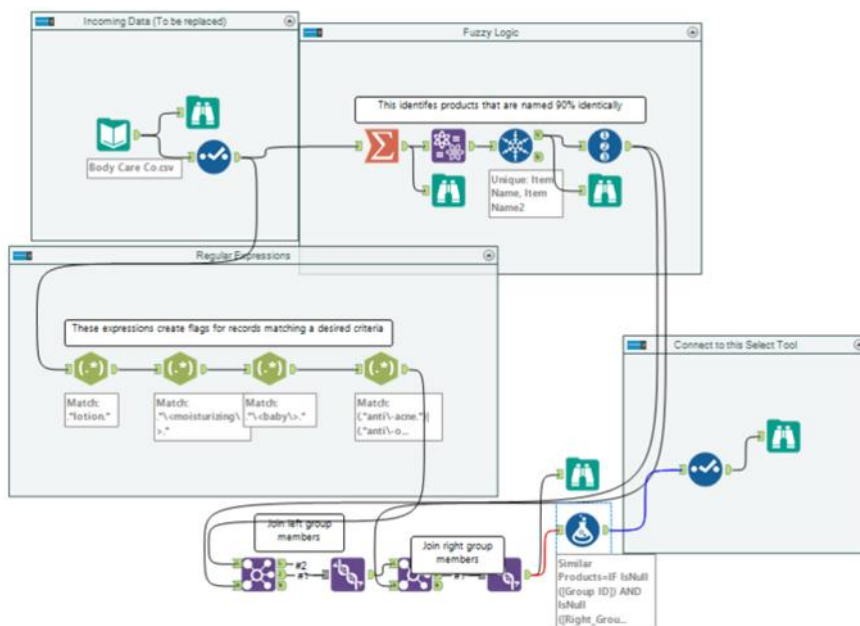 Incoming Data (To be replaced)
Fuzzy Logic
This identifes products that are named 90% identically
Body Care Co.csv
Unique: Item
Name, Item
Name2
Regular Expressions
These expressions create flags for records matching a desired criteria
Match:
.*lotion.*
Match:
.*\<moisturizing\
>.*
Match:
.*\<baby\>.*
Match:
(.*anti\-acne.*)|
(.*anti\-o...
Connect to this Select Tool
Join left group
members
#2
#1
Join right group
members
Similar
Products=IF IsNull
([Group ID]) AND
IsNull
([Right_Grou...